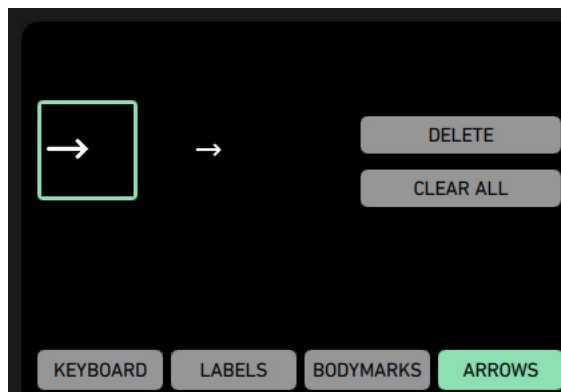 DELETE
CLEAR ALL
KEYBOARD
LABELS
BODYMARKS
ARROWS